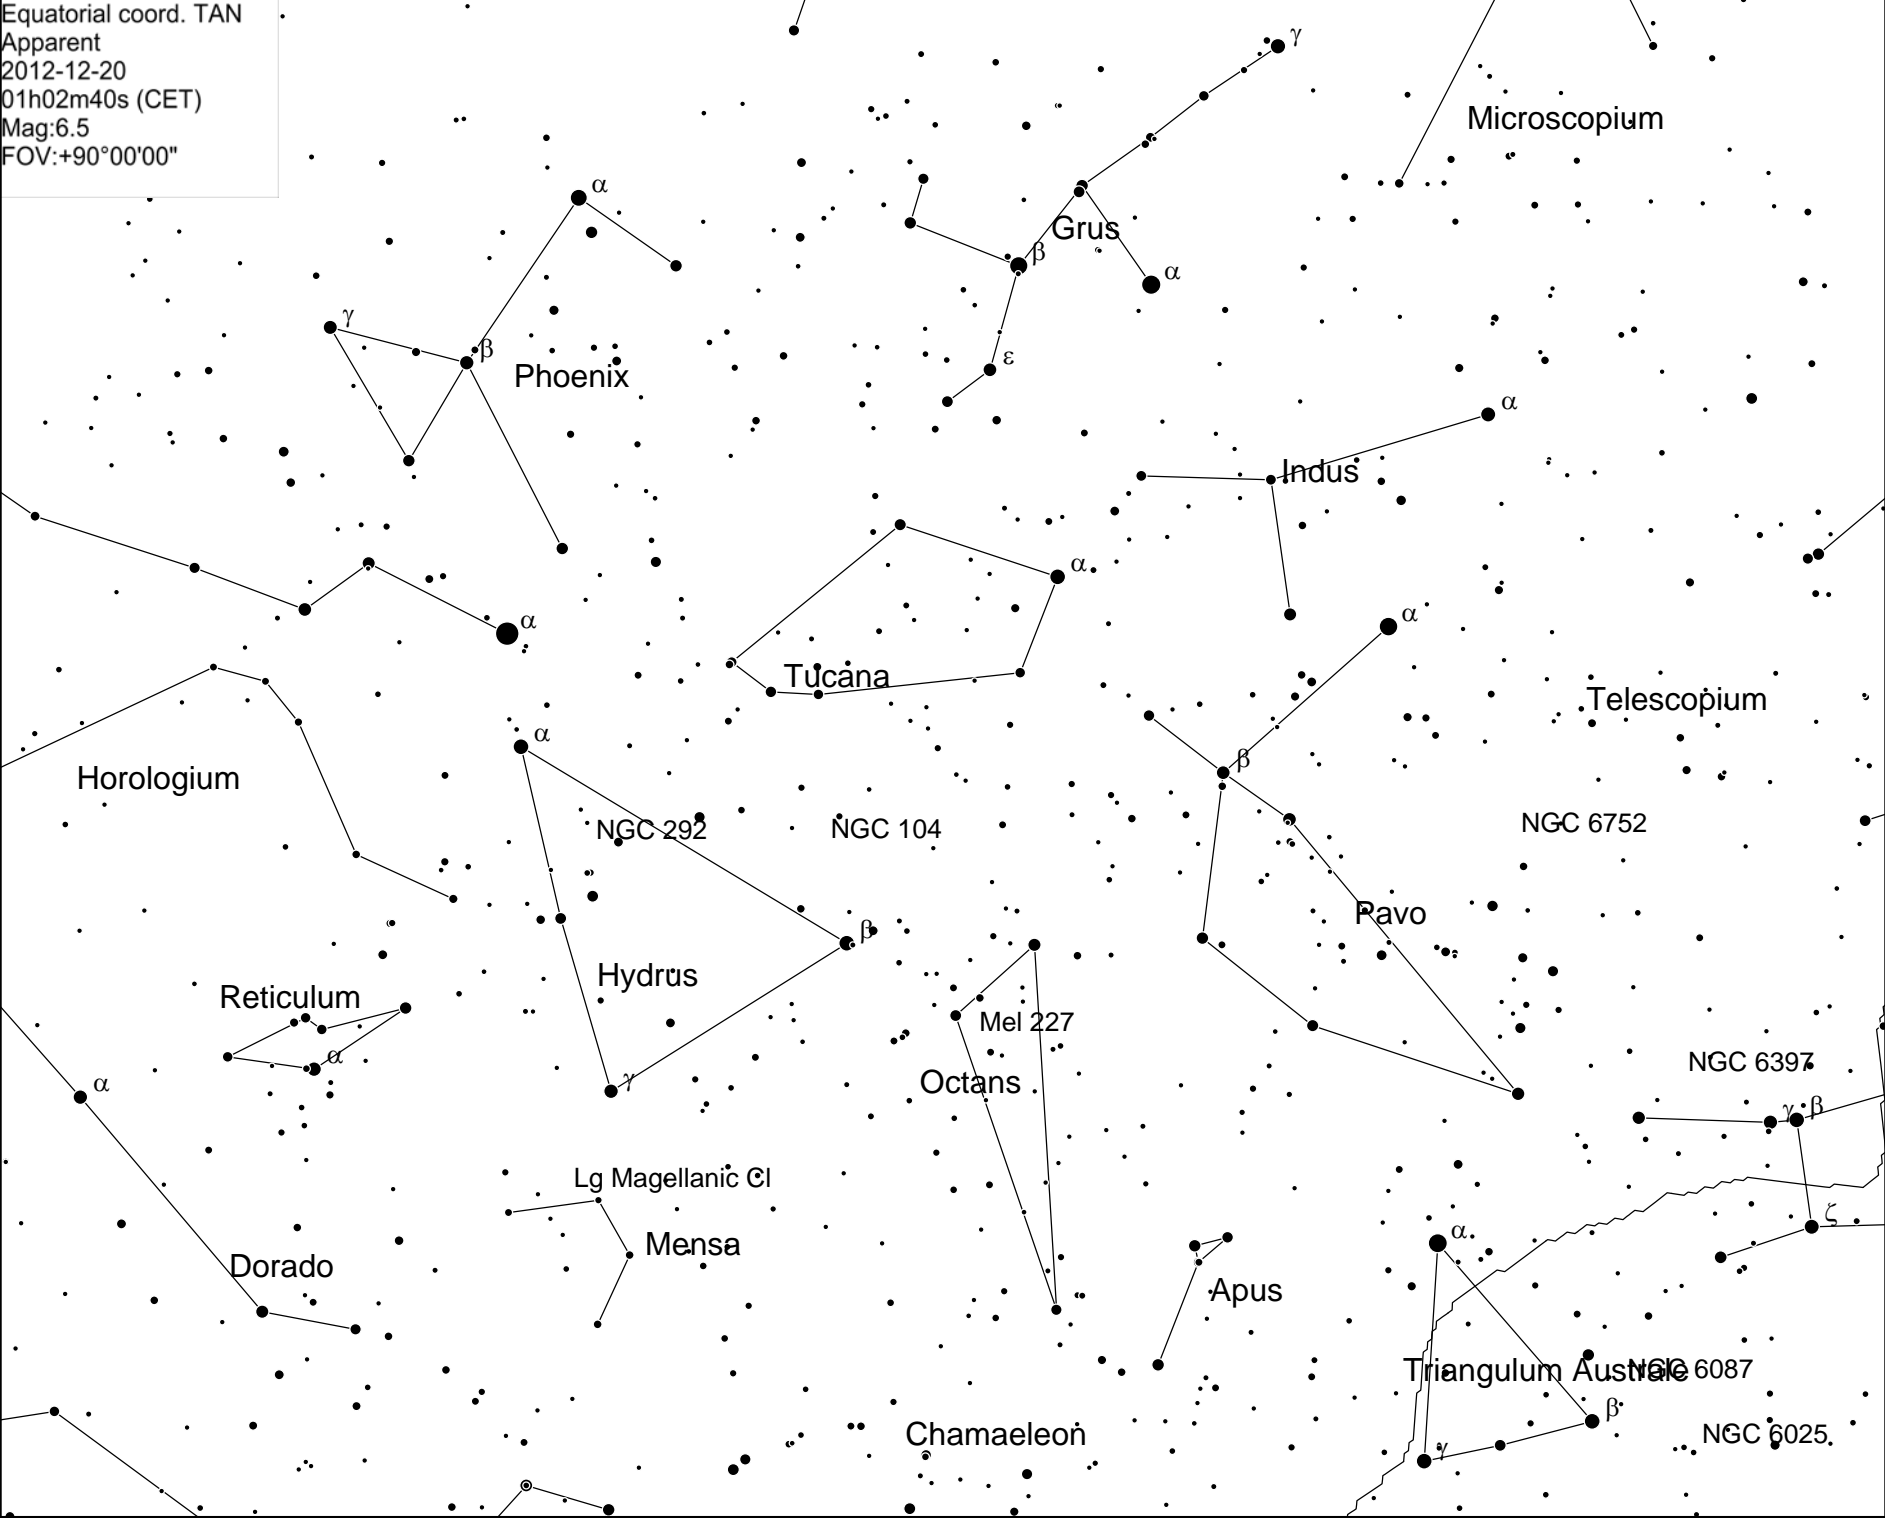 Equatorial coord. TAN
Apparent
2012-12-20
01h02m40s (CET)
Mag:6.5
FOV:+90°00'00"
γ
Microscopium
α
Grus
β
α
γ
β
Phoenix
ε
α
Indus
α
α
α
Tucana
Telescopium
α
β
Horologium
NGC 292
NGC 104
NGC 6752
Pavo
β
Hydrus
Reticulum
Mel 227
α
NGC 6397
α
γ
Octans
γ β
Lg Magellanic Cl
ζ
Mensa
α
Dorado
Apus
Triangulum Australe
NGC 6087
β
Chamaeleon
NGC 6025
γ